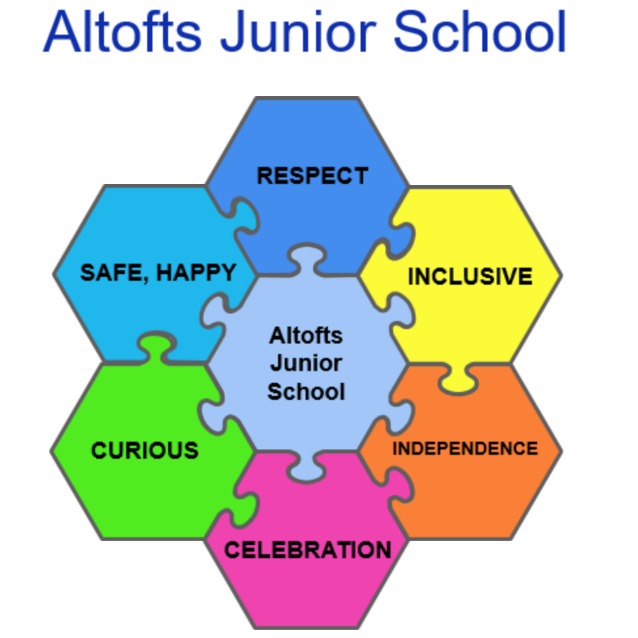 Altofts Junior School
RESPECT
SAFE, HAPPY
INCLUSIVE
Altofts
Junior
School
CURIOUS
INDEPENDENCE
CELEBRATION